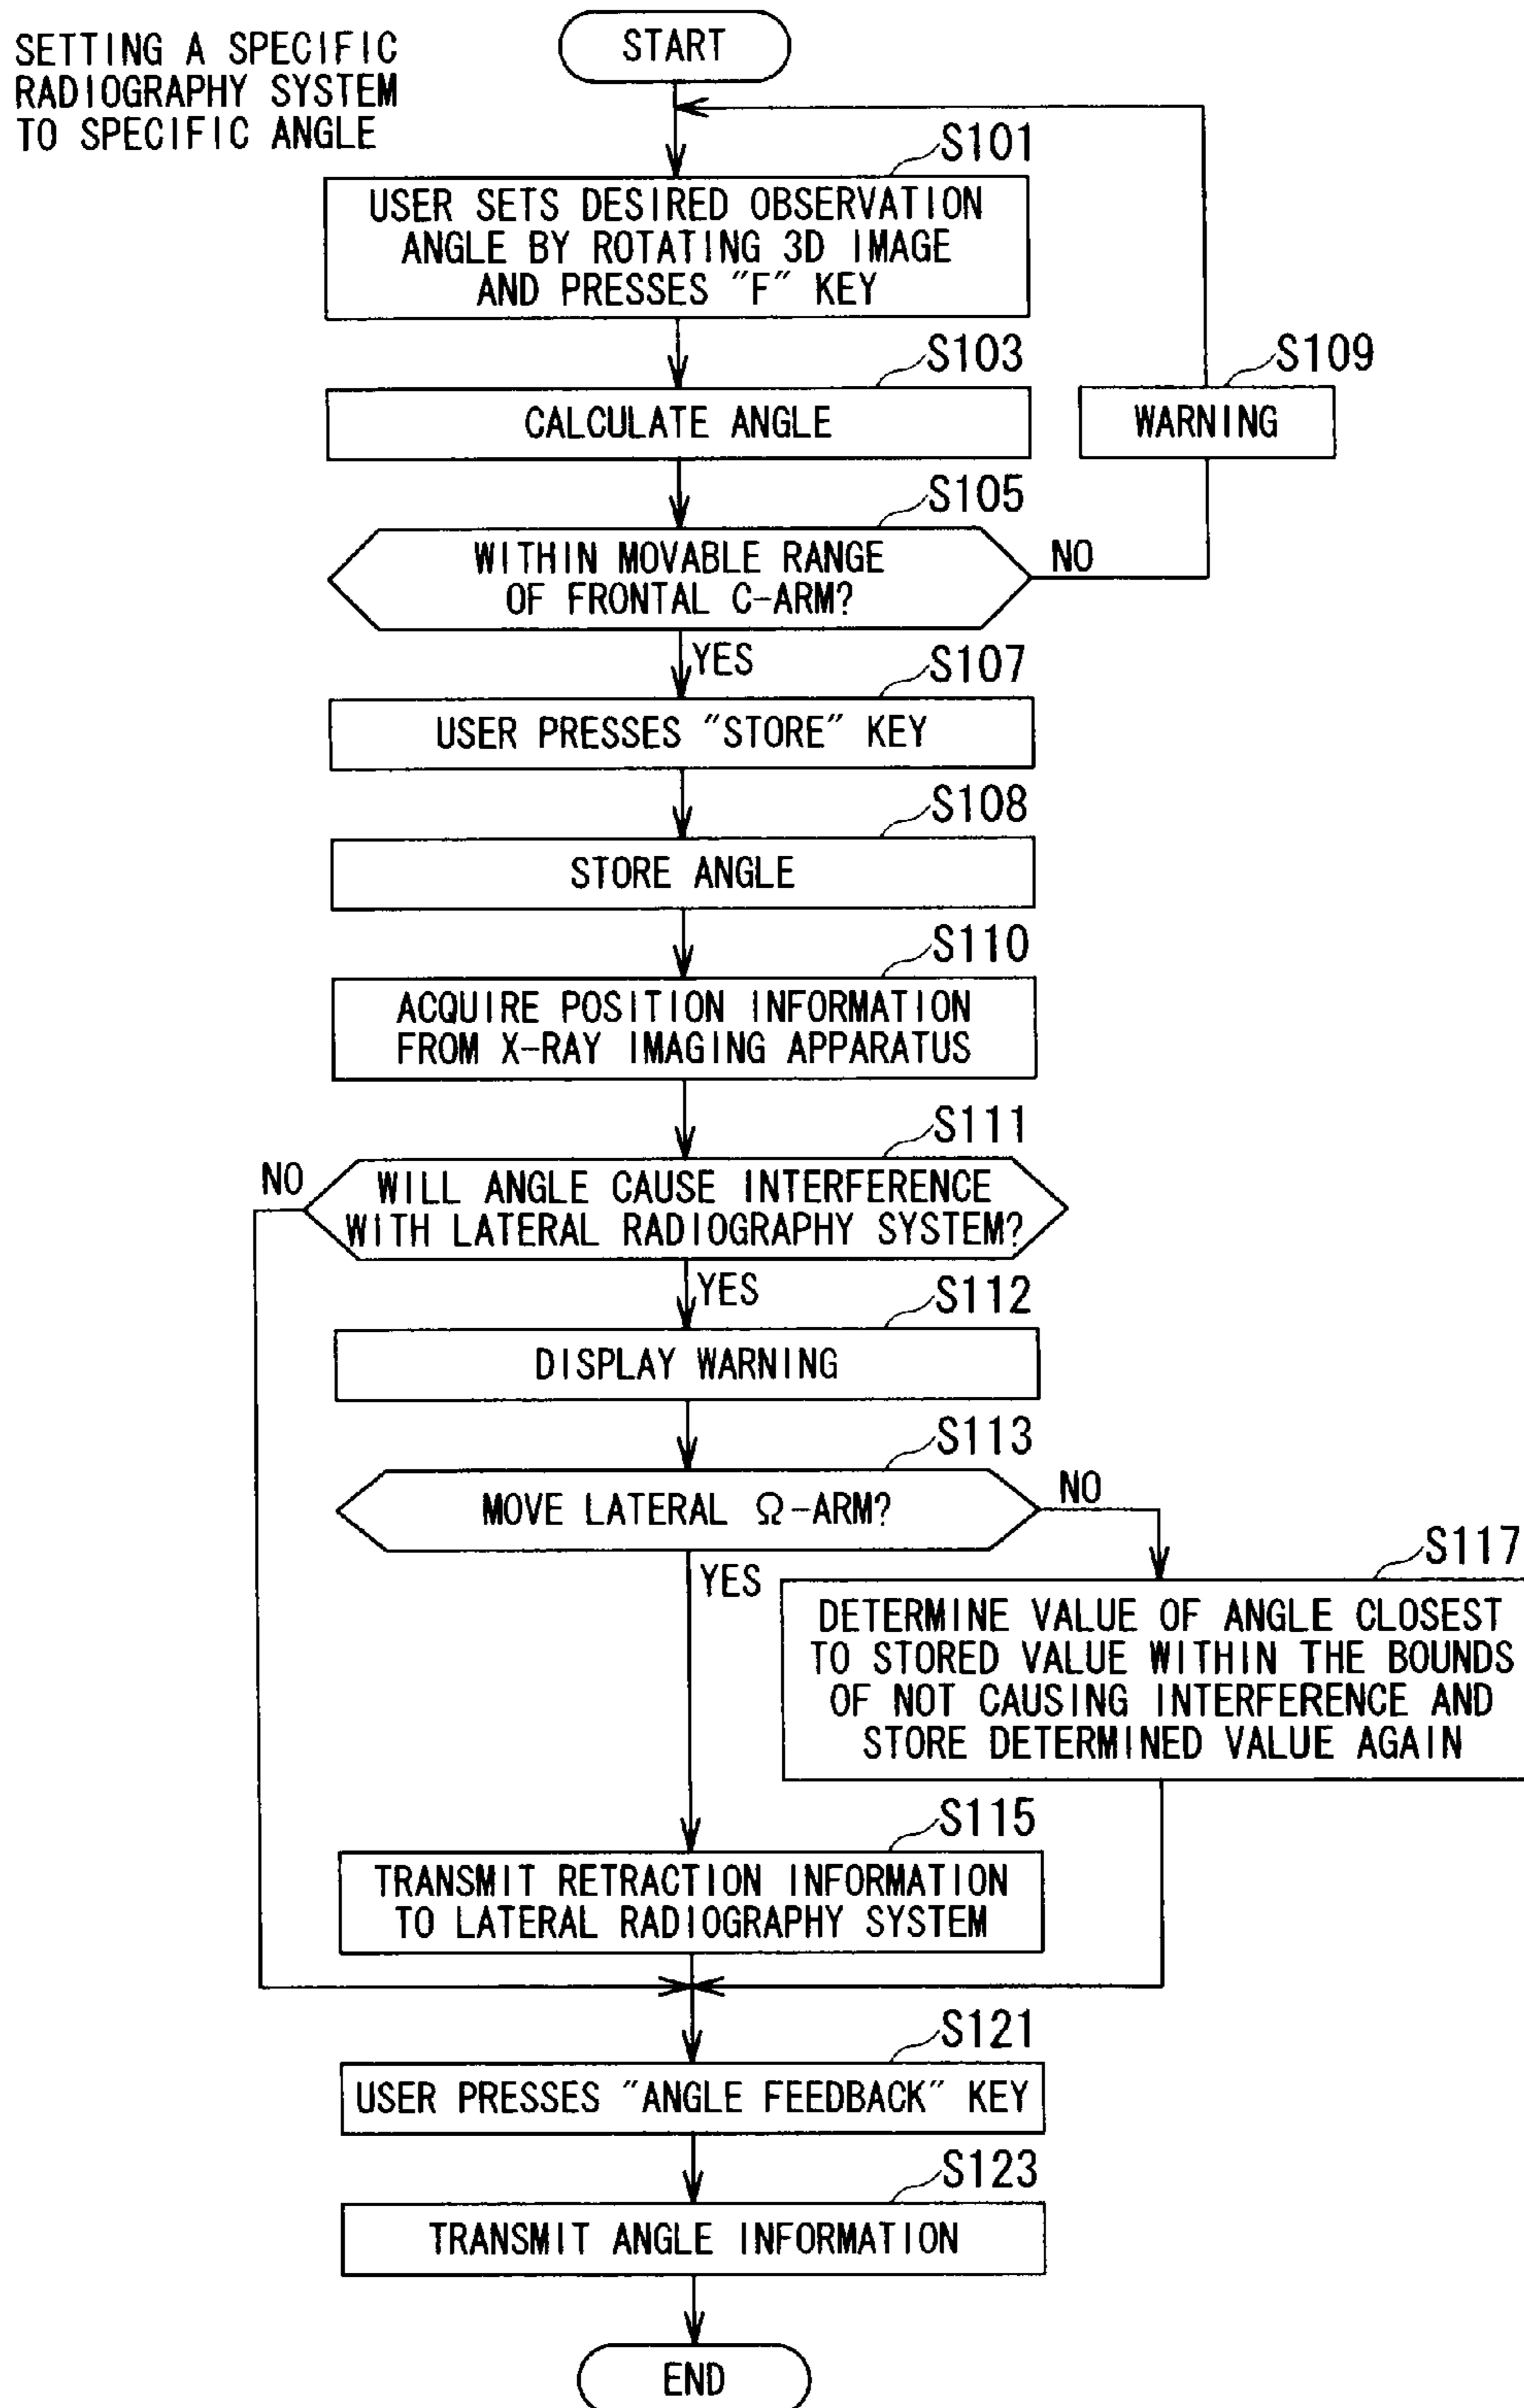 SETTING A SPECIFIC
RADIOGRAPHY SYSTEM
TO SPECIFIC ANGLE
START
S101
USER SETS DESIRED OBSERVATION
ANGLE BY ROTATING 3D IMAGE
AND PRESSES "F" KEY
S103
CALCULATE ANGLE
S109
WARNING
S105
WITHIN MOVABLE RANGE
OF FRONTAL C-ARM?
NO
YES
S107
USER PRESSES "STORE" KEY
S108
STORE ANGLE
S110
ACQUIRE POSITION INFORMATION
FROM X-RAY IMAGING APPARATUS
S111
NO
WILL ANGLE CAUSE INTERFERENCE
WITH LATERAL RADIOGRAPHY SYSTEM?
YES
S112
DISPLAY WARNING
S113
MOVE LATERAL Ω-ARM?
NO
YES
S117
DETERMINE VALUE OF ANGLE CLOSEST
TO STORED VALUE WITHIN THE BOUNDS
OF NOT CAUSING INTERFERENCE AND
STORE DETERMINED VALUE AGAIN
S115
TRANSMIT RETRACTION INFORMATION
TO LATERAL RADIOGRAPHY SYSTEM
S121
USER PRESSES "ANGLE FEEDBACK" KEY
S123
TRANSMIT ANGLE INFORMATION
END